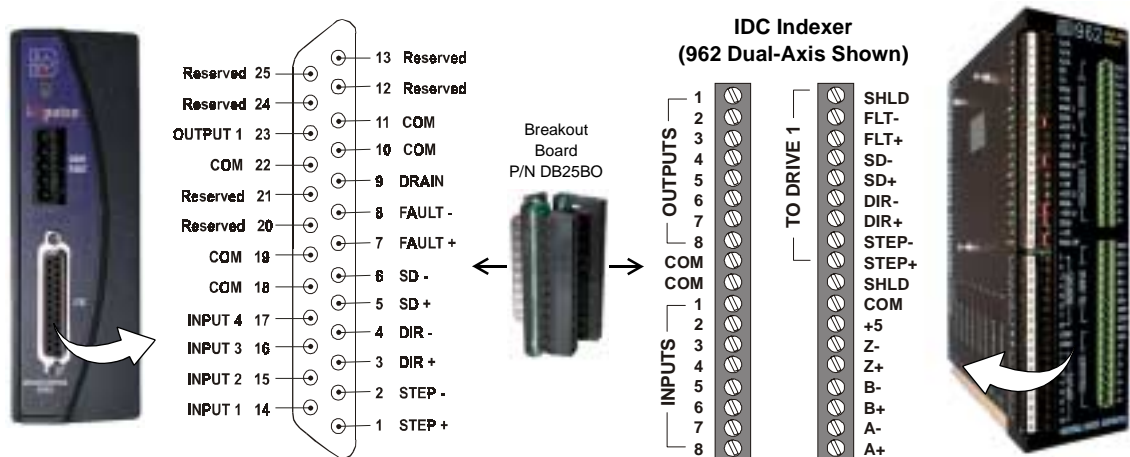 Reserved 25
Reserved 24
OUTPUT 1 23
COM 22
Reserved 21
Reserved 20
COM 19
COM 18
INPUT 4 17
INPUT 3 16
INPUT 2 15
INPUT 1 14
13 Reserved
12 Reserved
11 COM
10 COM
9 DRAIN
8 FAULT -
7 FAULT +
6 SD -
5 SD +
4 DIR -
3 DIR +
2 STEP -
1 STEP +
Breakout
Board
P/N DB25BO
IDC Indexer
(962 Dual-Axis Shown)
OUTPUTS
1
2
3
4
5
6
7
8
COM
COM
INPUTS
1
2
3
4
5
6
7
8
TO DRIVE 1
SHLD
FLT-
FLT+
SD-
SD+
DIR-
DIR+
STEP-
STEP+
SHLD
COM
+5
Z-
Z+
B-
B+
A-
A+
962